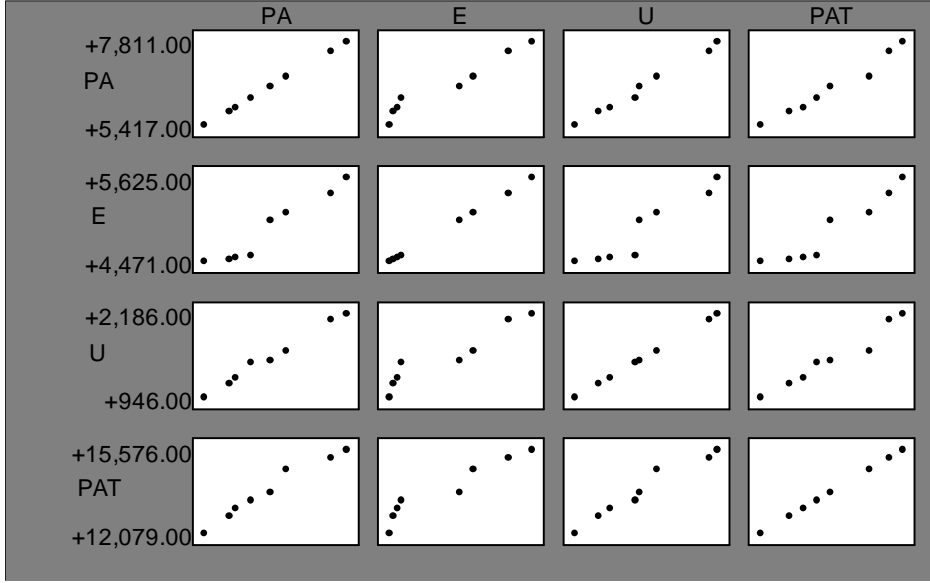 PA E U PAT
+7,811.00
PA
+5,417.00
+5,625.00
E
+4,471.00
+2,186.00
U
+946.00
+15,576.00
PAT
+12,079.00